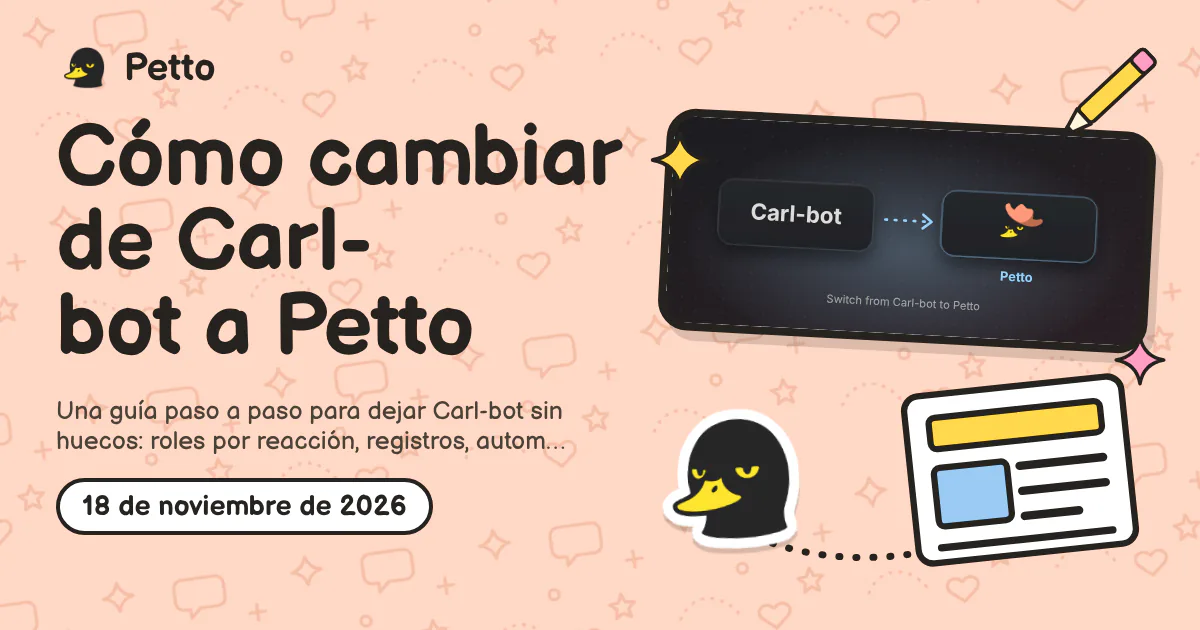 Petto
Cómo cambiar
de Carl-
bot a Petto
Una guía paso a paso para dejar Carl-bot sin
huecos: roles por reacción, registros, autom...
18 de noviembre de 2026
Carl-bot
Petto
Switch from Carl-bot to Petto